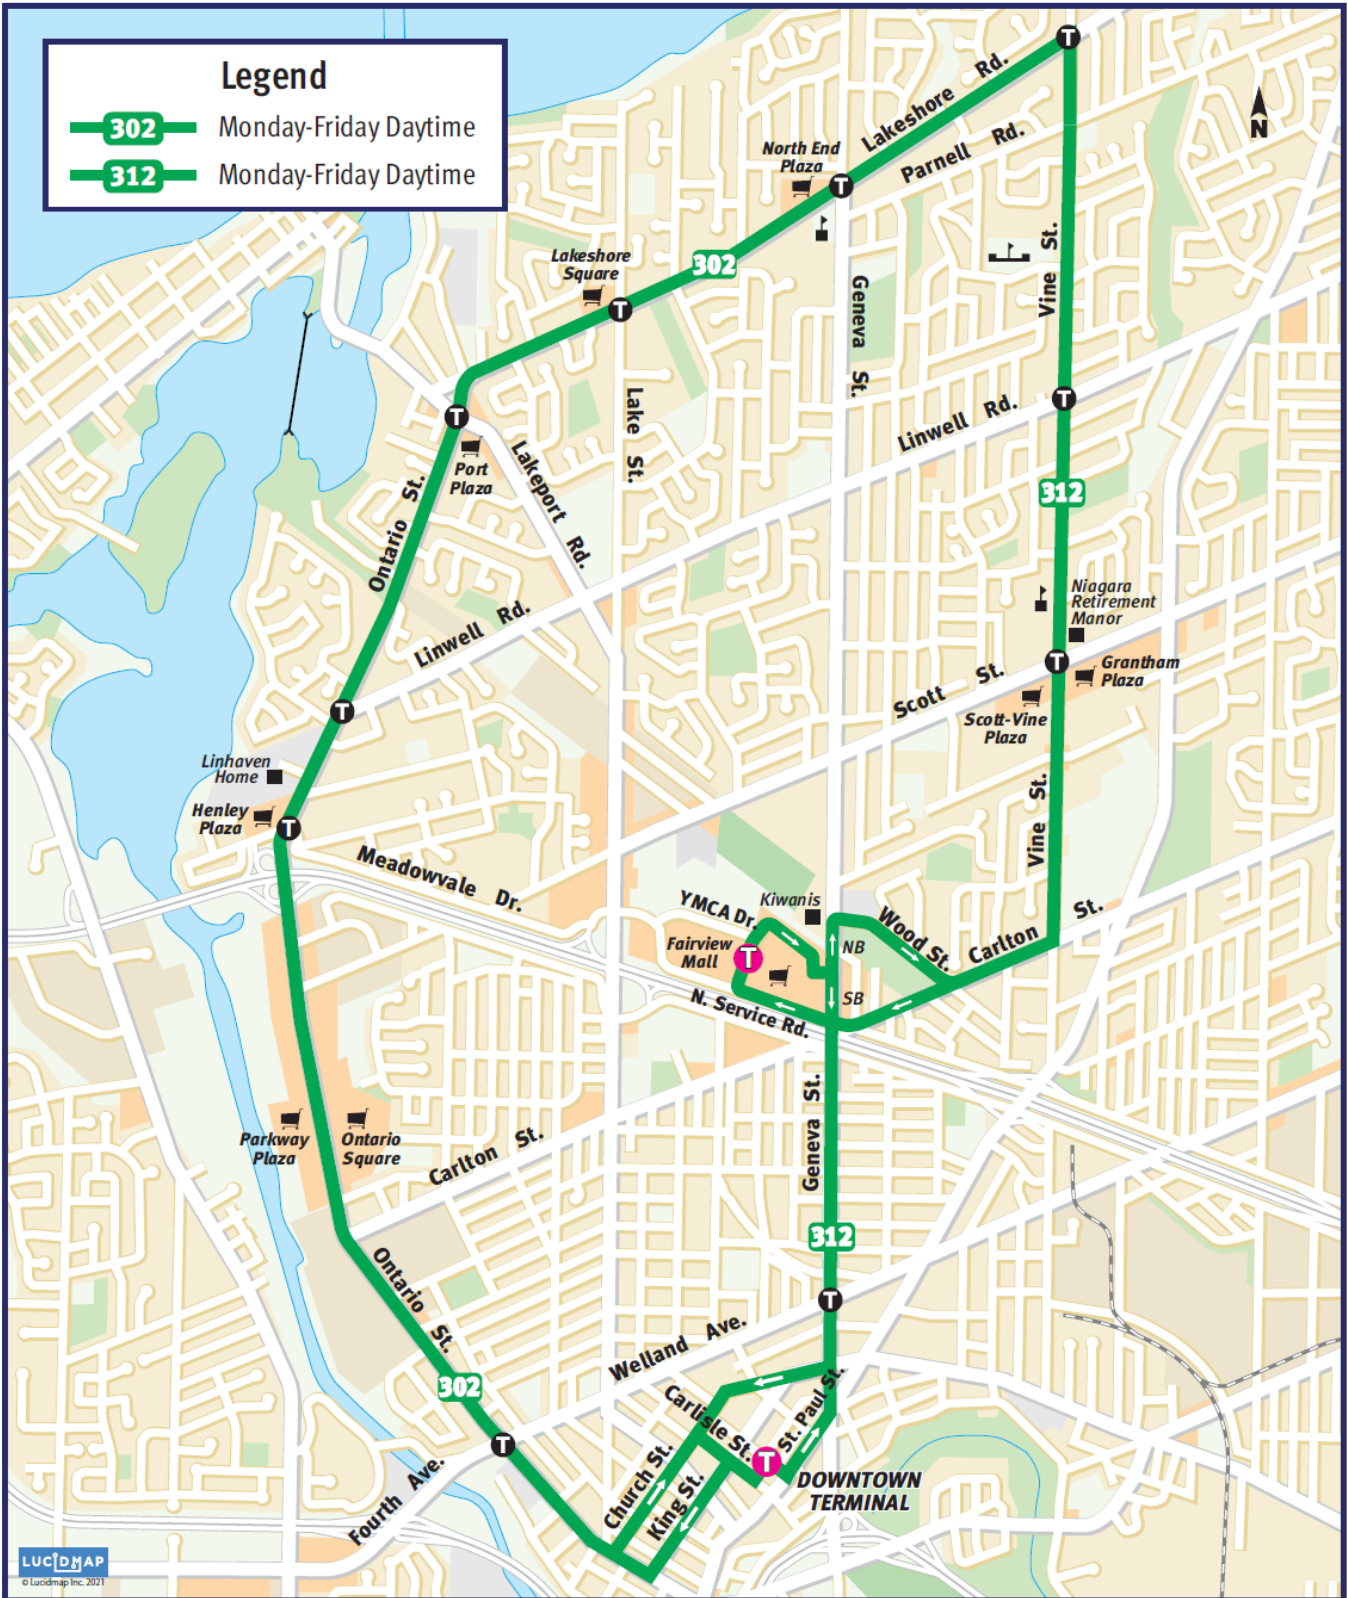 Legend
302 Monday-Friday Daytime
312 Monday-Friday Daytime
T
Lakeshore Rd.
N
Parnell Rd.
North End
Plaza
T
Vine St.
Lakeshore
Square
302
T
Geneva St.
Lake St.
Linwell Rd.
T
T
Port
Plaza
Lakeport Rd.
Ontario St.
312
Niagara
Retirement
Manor
Linwell Rd.
T
Grantham
Plaza
Scott St.
Scott-Vine
Plaza
T
Linhaven
Home
Henley
Plaza
T
Vine St.
Meadowvale Dr.
YMCA Dr.
Kiwanis
Wood St.
Carlton St.
Fairview
Mall
T
NB
SB
N. Service Rd.
Geneva St.
Parkway
Plaza
Ontario
Square
Carlton St.
312
Ontario St.
T
Welland Ave.
302
Carlisle St.
St. Paul St.
T
T
Church St.
King St.
DOWNTOWN
TERMINAL
Fourth Ave.
LUCIDMAP
© Lucidmap Inc. 2021